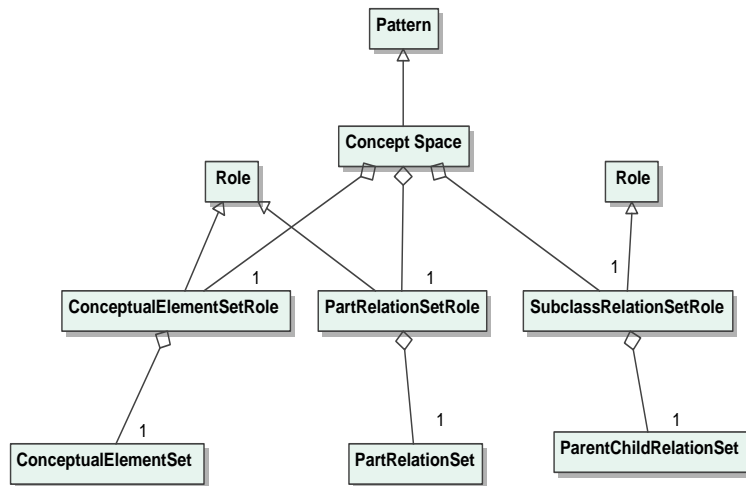 Pattern
Concept Space
Role
Role
1
1
1
ConceptualElementSetRole
PartRelationSetRole
SubclassRelationSetRole
1
1
1
ConceptualElementSet
PartRelationSet
ParentChildRelationSet